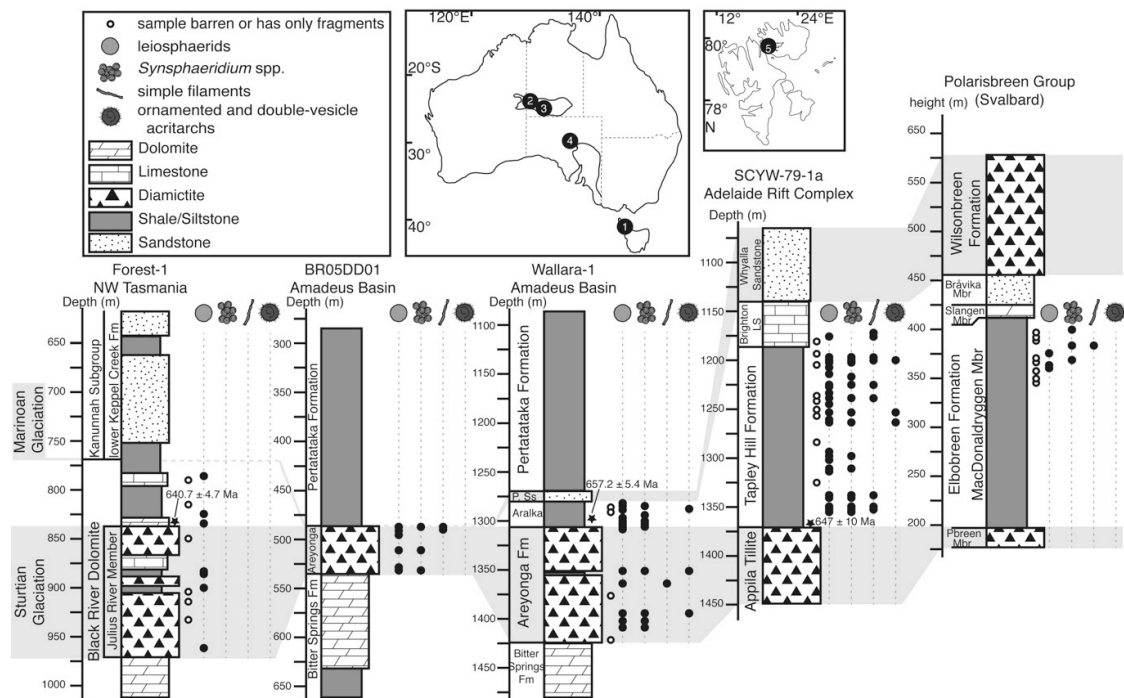 sample barren or has only fragments
leiosphaerids
Synsphaeridium spp.
simple filaments
ornamented and double-vesicle
acritarchs
Dolomite
Limestone
Diamictite
Shale/Siltstone
Sandstone
120°E
140°E
20°S
30°S
40°
1
2
3
4
12°
24°E
80°
78°
N
5
Forest-1
NW Tasmania
Depth (m)
650
700
750
800
850
900
950
1000
Marinoan
Glaciation
Sturtian
Glaciation
Kanunnah Subgroup
lower Keppel Creek Fm
Black River Dolomite
Julius River Member
640.7 ± 4.7 Ma
BR05DD01
Amadeus Basin
Depth (m)
300
350
400
450
500
550
600
650
Pertatataka Formation
Areyonga
Bitter Springs Fm
Wallara-1
Amadeus Basin
Depth (m)
1100
1150
1200
1250
1300
1350
1400
1450
Pertatataka Formation
P. Ss
Aralka
Areyonga Fm
Bitter
Springs
Fm
657.2 ± 5.4 Ma
SCYW-79-1a
Adelaide Rift Complex
Depth (m)
1100
1150
1200
1250
1300
1350
1400
1450
Whyalla
Sandstone
Brighton
Ls
Tapley Hill Formation
Appila Tillite
647 ± 10 Ma
Polarisbreen Group
(Svalbard)
height (m)
650
600
550
500
450
400
350
300
250
200
Wilsonbreen
Formation
Bråvika
Mbr
Slangen
Mbr
Elbobreen Formation
MacDonaldryggen Mbr
Pbreen
Mbr